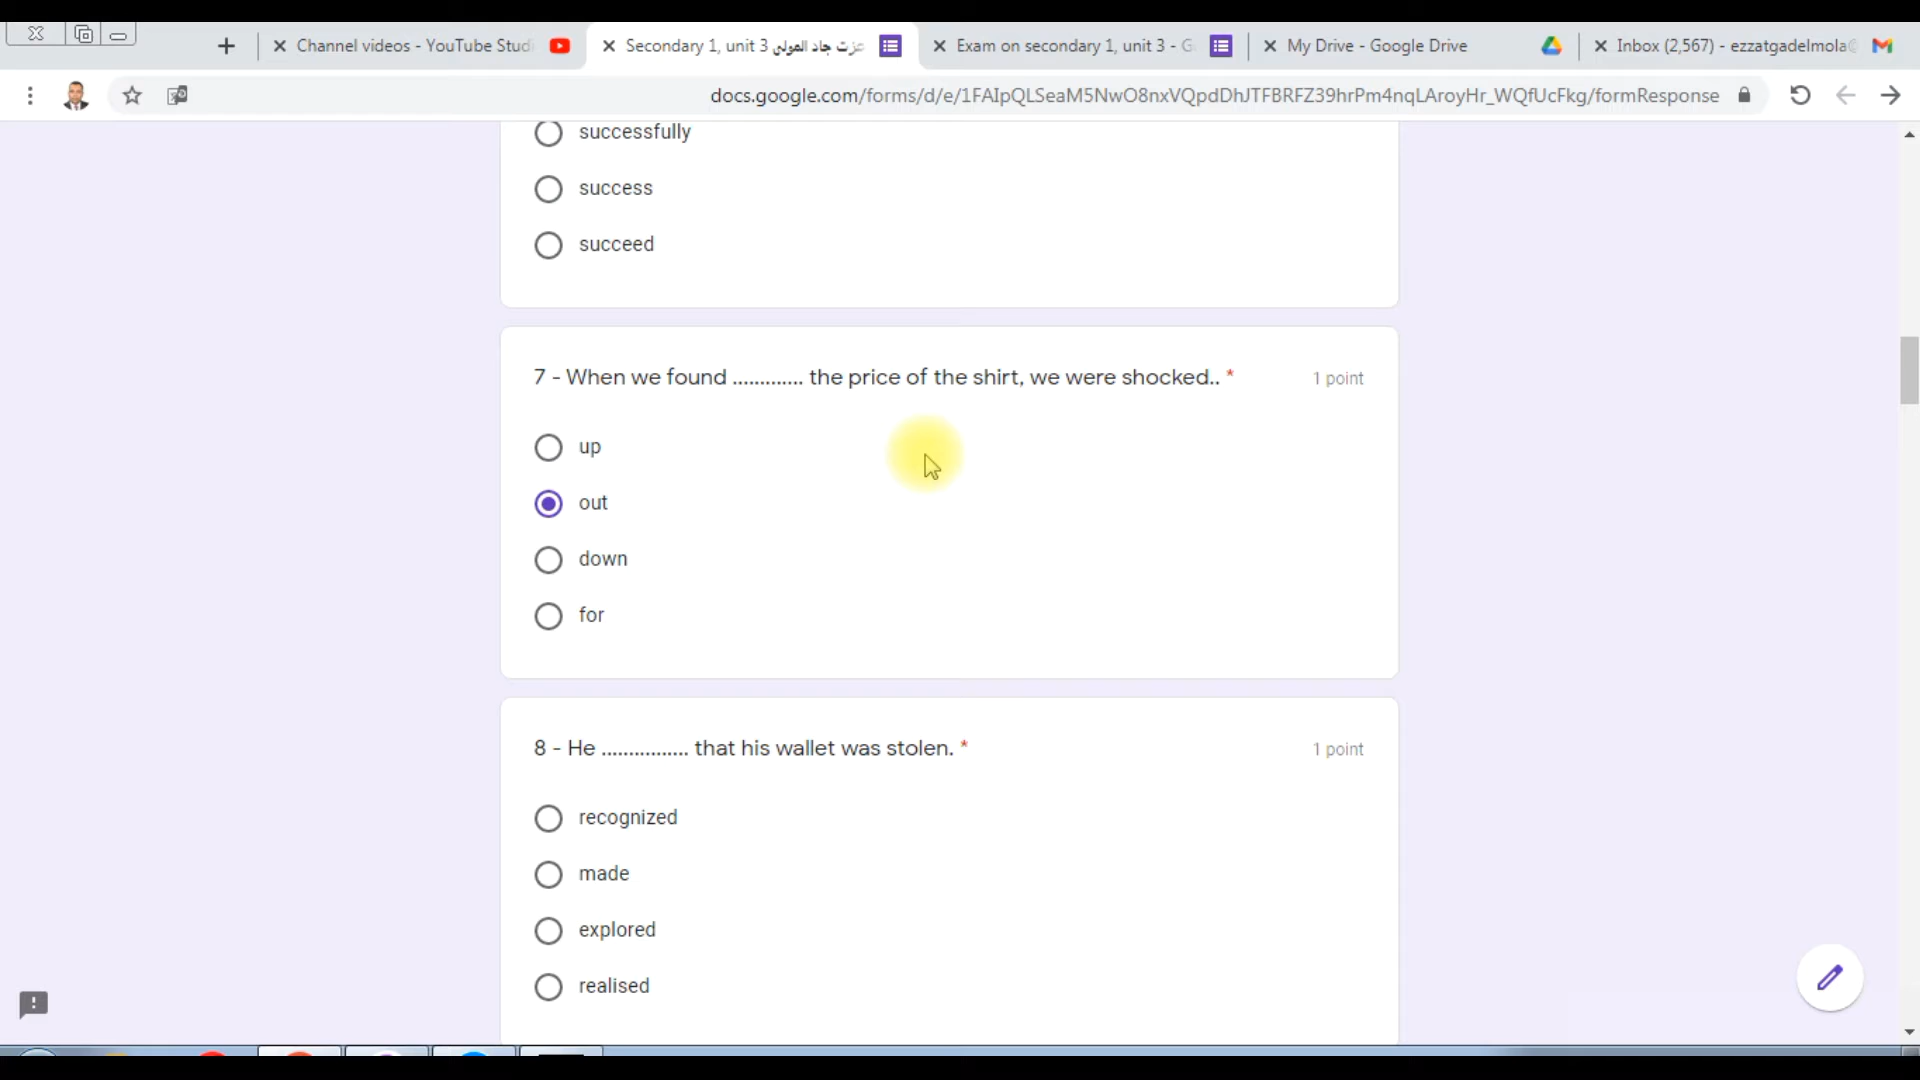 Channel videos - YouTube Studi
Secondary 1, unit 3 عزت جاد المولى
Exam on secondary 1, unit 3 - G
My Drive - Google Drive
Inbox (2,567) - ezzatgadelmola@
docs.google.com/forms/d/e/1FAIpQLSeaM5NwO8nxVQpdDhJTFBRFZ39hrPm4nqLAroyHr_WQfUcFkg/formResponse
successfully
success
succeed
7 - When we found ............. the price of the shirt, we were shocked.. *
1 point
up
out
down
for
8 - He ................ that his wallet was stolen. *
1 point
recognized
made
explored
realised